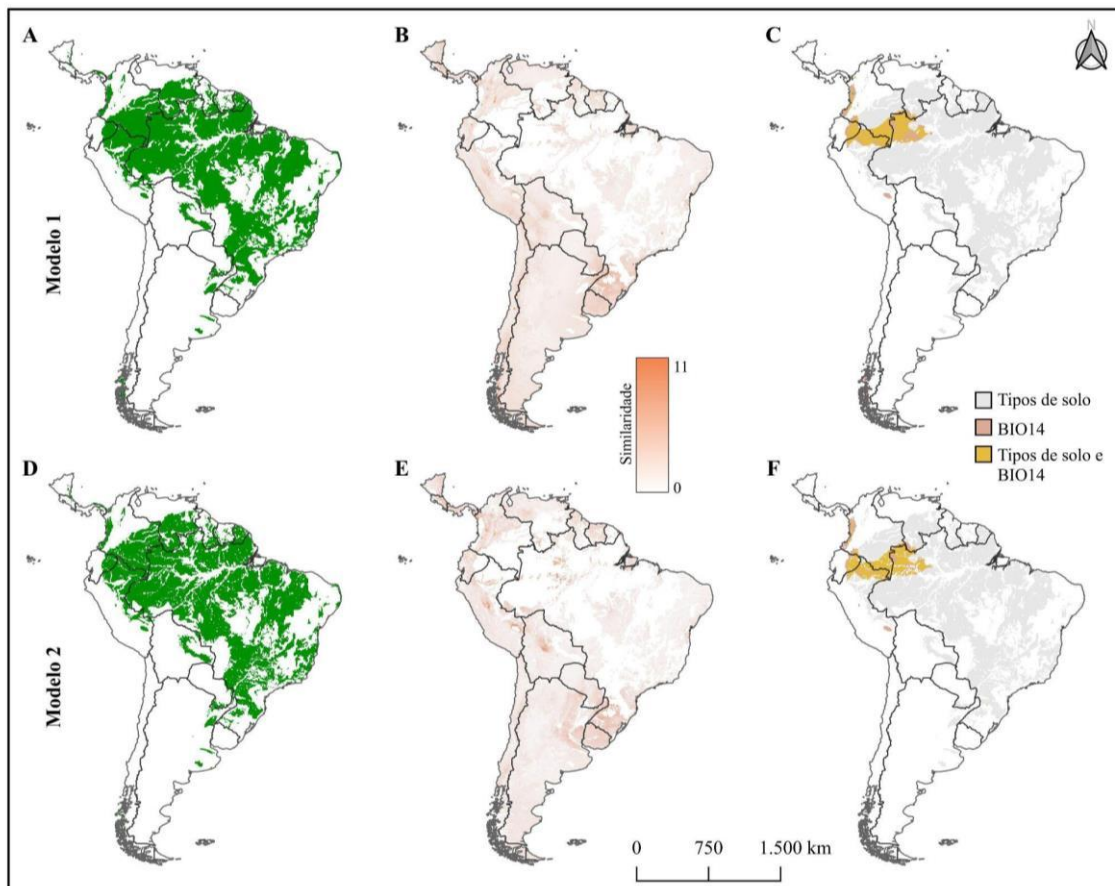 A
B
C
N
Modelo 1
11
Similaridade
0
Tipos de solo
BIO14
Tipos de solo e
BIO14
D
E
F
Modelo 2
0 750 1.500 km